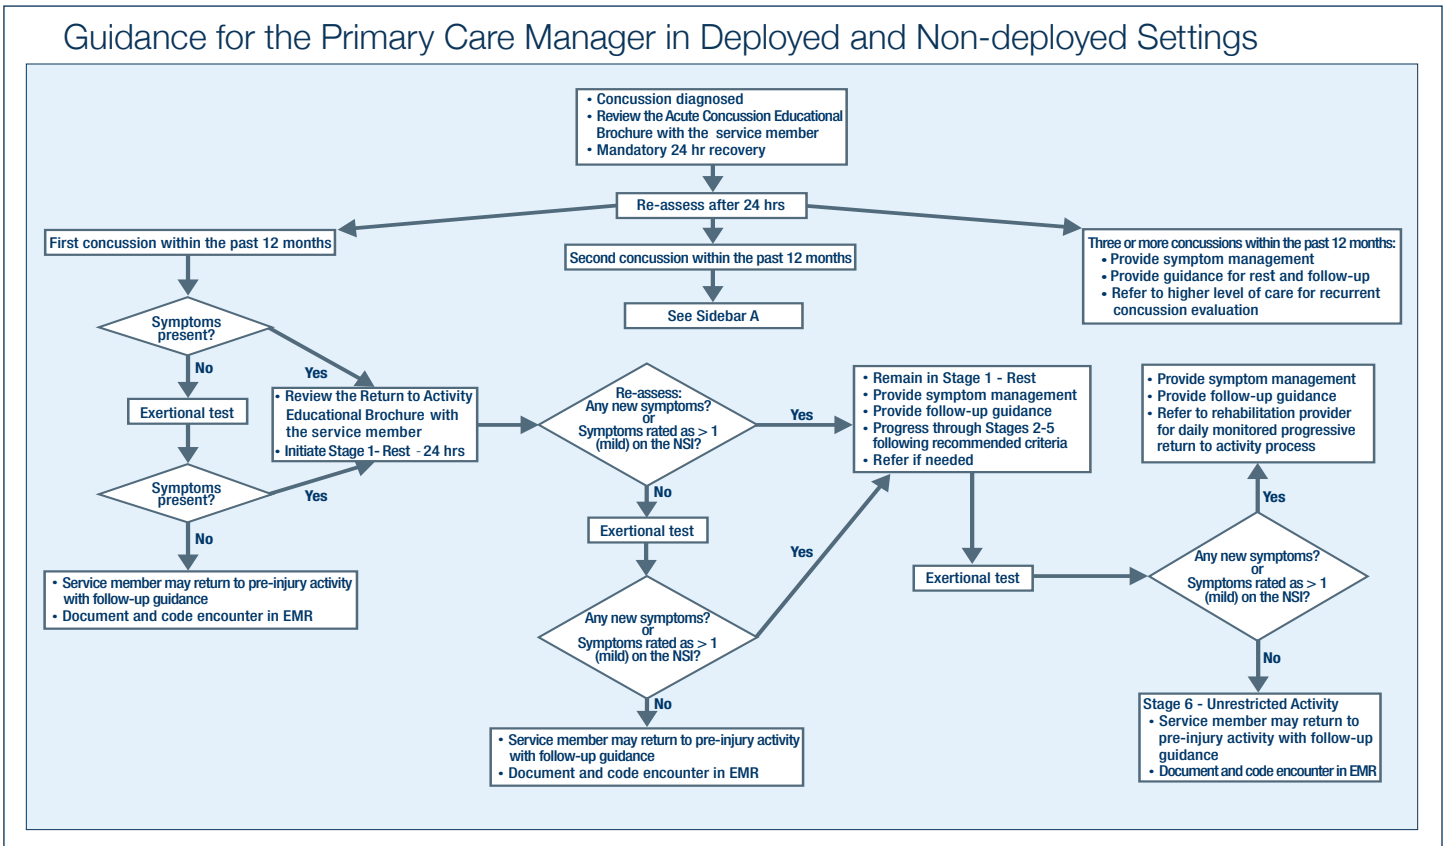 Guidance for the Primary Care Manager in Deployed and Non-deployed Settings
• Concussion diagnosed
• Review the Acute Concussion Educational
Brochure with the service member
• Mandatory 24 hr recovery
Re-assess after 24 hrs
First concussion within the past 12 months
Second concussion within the past 12 months
See Sidebar A
Three or more concussions within the past 12 months:
• Provide symptom management
• Provide guidance for rest and follow-up
• Refer to higher level of care for recurrent
concussion evaluation
Symptoms
present?
No
Yes
Exertional test
Symptoms
present?
Yes
No
• Service member may return to pre-injury activity
with follow-up guidance
• Document and code encounter in EMR
• Review the Return to Activity
Educational Brochure with
the service member
• Initiate Stage 1- Rest - 24 hrs
Re-assess:
Any new symptoms?
or
Symptoms rated as > 1
(mild) on the NSI?
Yes
No
Exertional test
Any new symptoms?
or
Symptoms rated as > 1
(mild) on the NSI?
Yes
No
• Service member may return to pre-injury activity
with follow-up guidance
• Document and code encounter in EMR
• Remain in Stage 1 - Rest
• Provide symptom management
• Provide follow-up guidance
• Progress through Stages 2-5
following recommended criteria
• Refer if needed
Exertional test
Any new symptoms?
or
Symptoms rated as > 1
(mild) on the NSI?
Yes
• Provide symptom management
• Provide follow-up guidance
• Refer to rehabilitation provider
for daily monitored progressive
return to activity process
No
Stage 6 - Unrestricted Activity
• Service member may return to
pre-injury activity with follow-up
guidance
• Document and code encounter in EMR